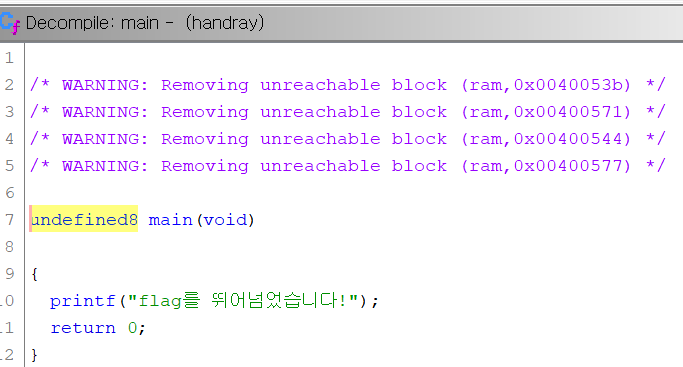 Decompile: main - (handray)
1
2 /* WARNING: Removing unreachable block (ram,0x0040053b) */
3 /* WARNING: Removing unreachable block (ram,0x00400571) */
4 /* WARNING: Removing unreachable block (ram,0x00400544) */
5 /* WARNING: Removing unreachable block (ram,0x00400577) */
6
7 undefined8 main(void)
8
9 {
10 printf("flag를 뛰어넘었습니다!");
11 return 0;
12 }